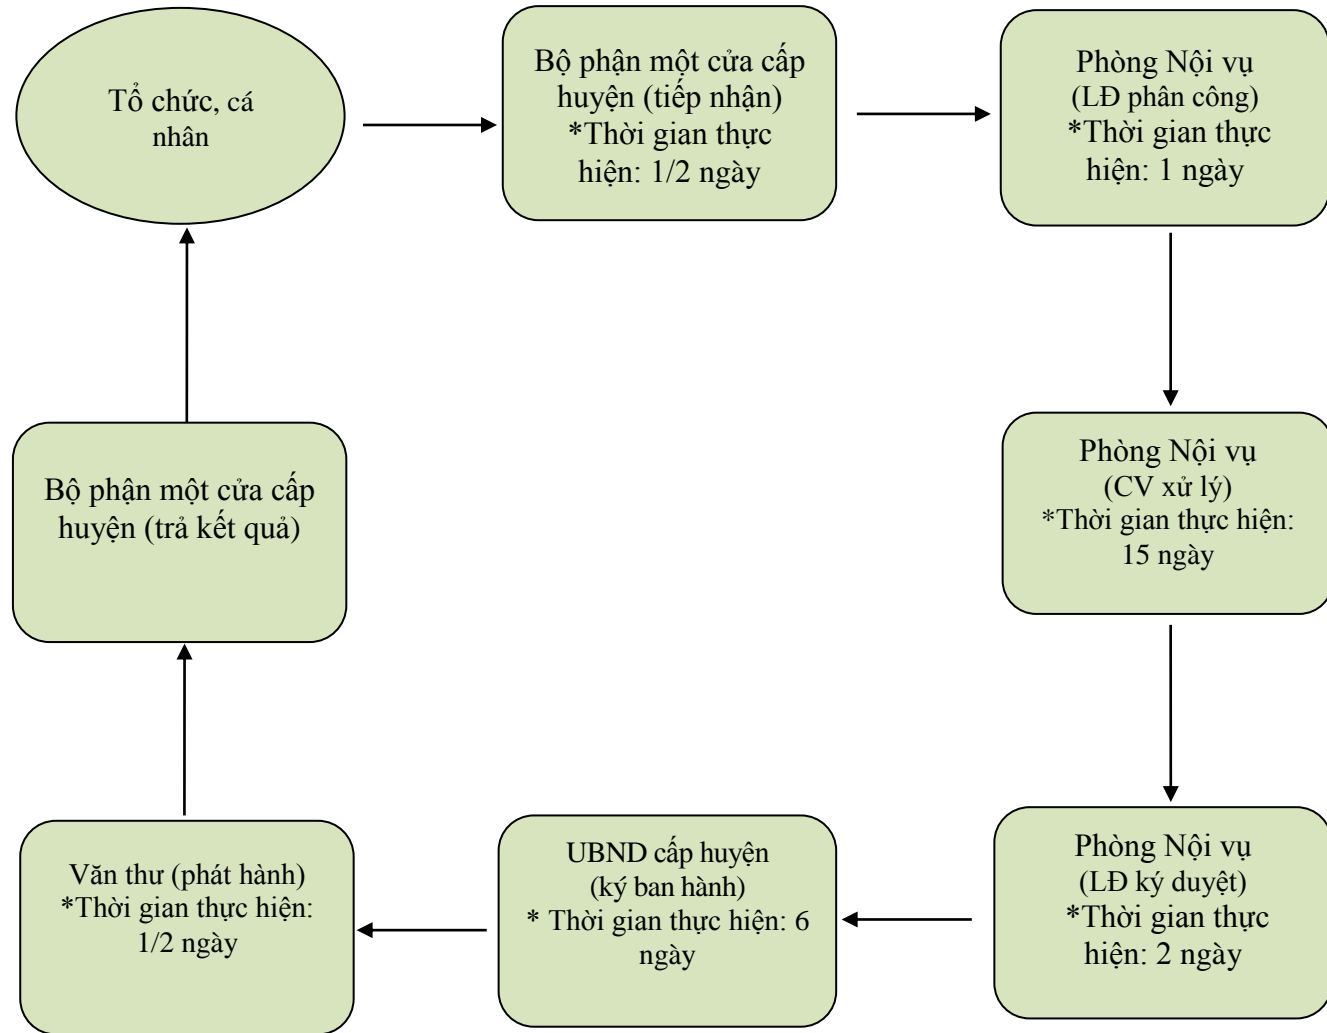 Tổ chức, cá
nhân
Bộ phận một cửa cấp
huyện (tiếp nhận)
*Thời gian thực
hiện: 1/2 ngày
Phòng Nội vụ
(LĐ phân công)
*Thời gian thực
hiện: 1 ngày
Phòng Nội vụ
(CV xử lý)
*Thời gian thực hiện:
15 ngày
Phòng Nội vụ
(LĐ ký duyệt)
*Thời gian thực
hiện: 2 ngày
UBND cấp huyện
(ký ban hành)
* Thời gian thực hiện: 6
ngày
Văn thư (phát hành)
*Thời gian thực hiện:
1/2 ngày
Bộ phận một cửa cấp
huyện (trả kết quả)